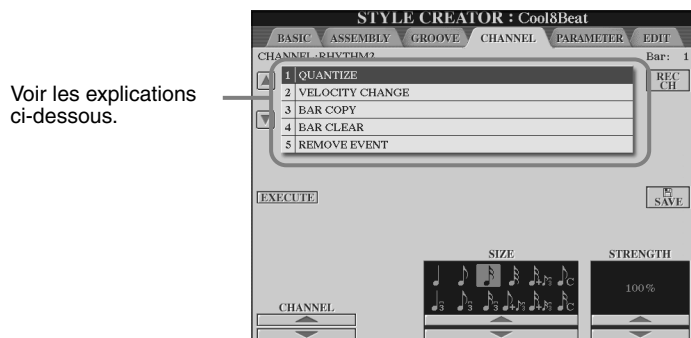 STYLE CREATOR : Cool8Beat
BASIC ASSEMBLY GROOVE CHANNEL PARAMETER EDIT
CHANNEL :RHYTHM2 Bar: 1
1 QUANTIZE
2 VELOCITY CHANGE
3 BAR COPY
4 BAR CLEAR
5 REMOVE EVENT
REC
CH
Voir les explications
ci-dessous.
EXECUTE
SAVE
SIZE STRENGTH
100%
CHANNEL